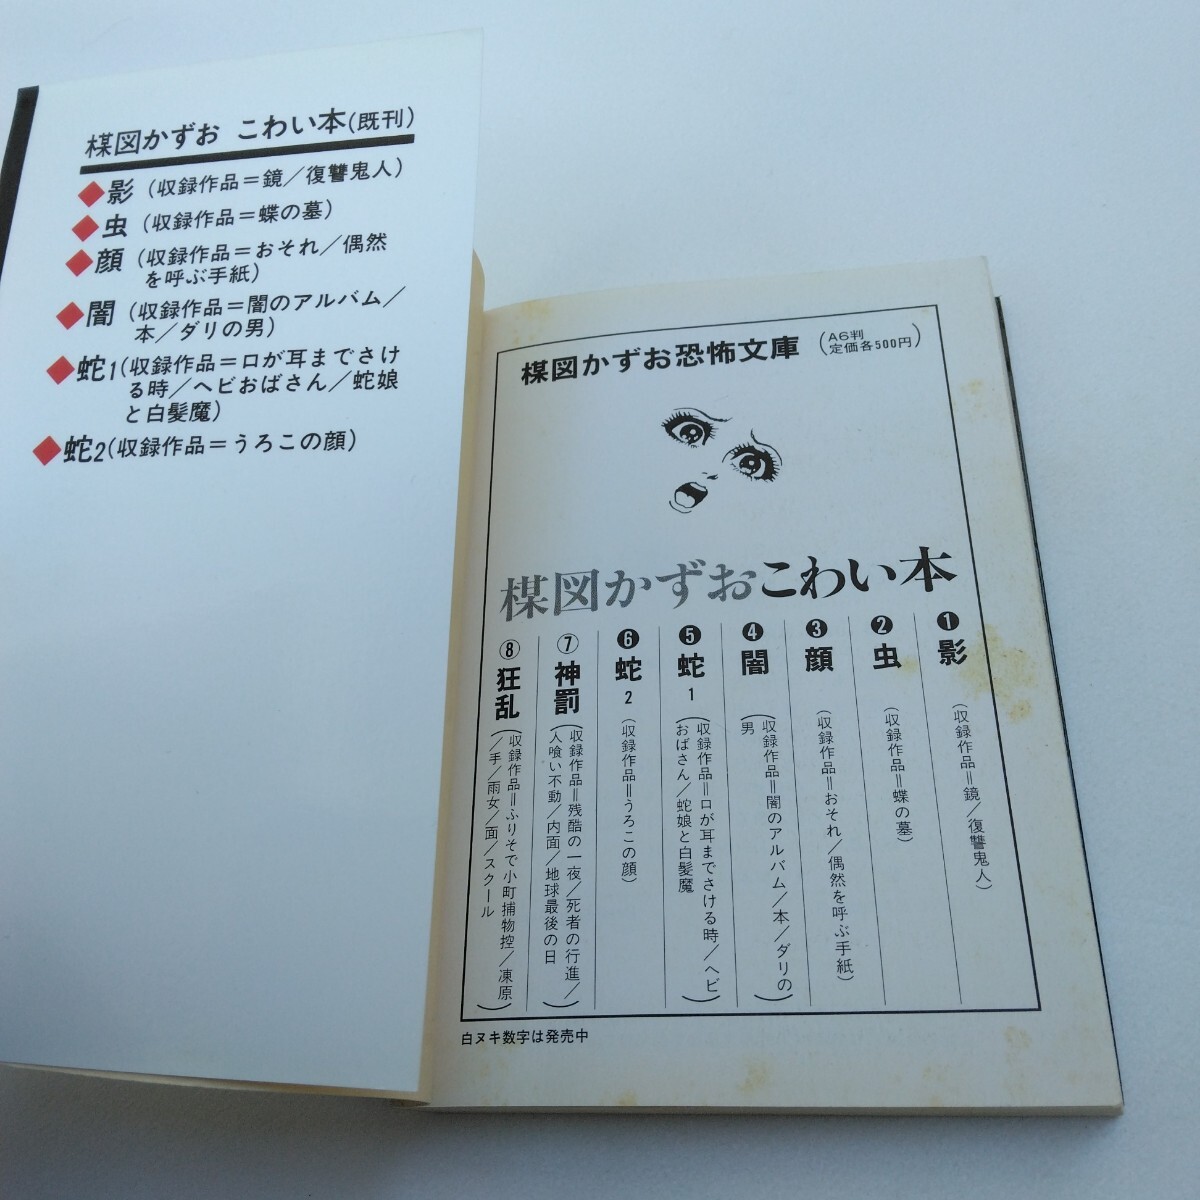 楳図かずお こわい本(既刊)
◆影(収録作品=鏡/復讐鬼人)
◆虫(収録作品=蝶の墓)
◆顔(収録作品=おそれ/偶然
を呼ぶ手紙)
◆闇(収録作品=闇のアルバム/
本/ダリの男)
◆蛇1(収録作品=口が耳までさけ
る時/ヘビおばさん/蛇娘
と白髪魔)
◆蛇2(収録作品=うろこの顔)
楳図かずお恐怖文庫
(A6判
定価各500円)
楳図かずおこわい本
❶影(収録作品=鏡/復讐鬼人)
❷虫(収録作品=蝶の墓)
❸顔(収録作品=おそれ/偶然を呼ぶ手紙)
❹闇(収録作品=闇のアルバム/本/ダリの
男)
❺蛇1(収録作品=口が耳までさける時/ヘビ
おばさん/蛇娘と白髪魔)
❻蛇2(収録作品=うろこの顔)
⑦神罰(収録作品=残酷の一夜/死者の行進/
人喰い不動/内面/地球最後の日)
⑧狂乱(収録作品=ふりそで小町捕物控/凍原
/手/雨女/面/スクール)
白ヌキ数字は発売中